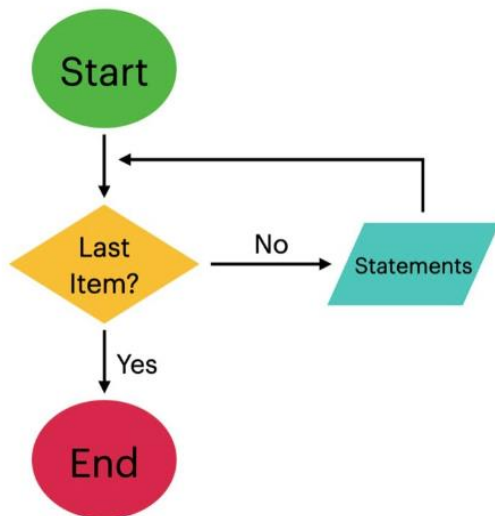 Start
Last
Item?
No
Statements
Yes
End